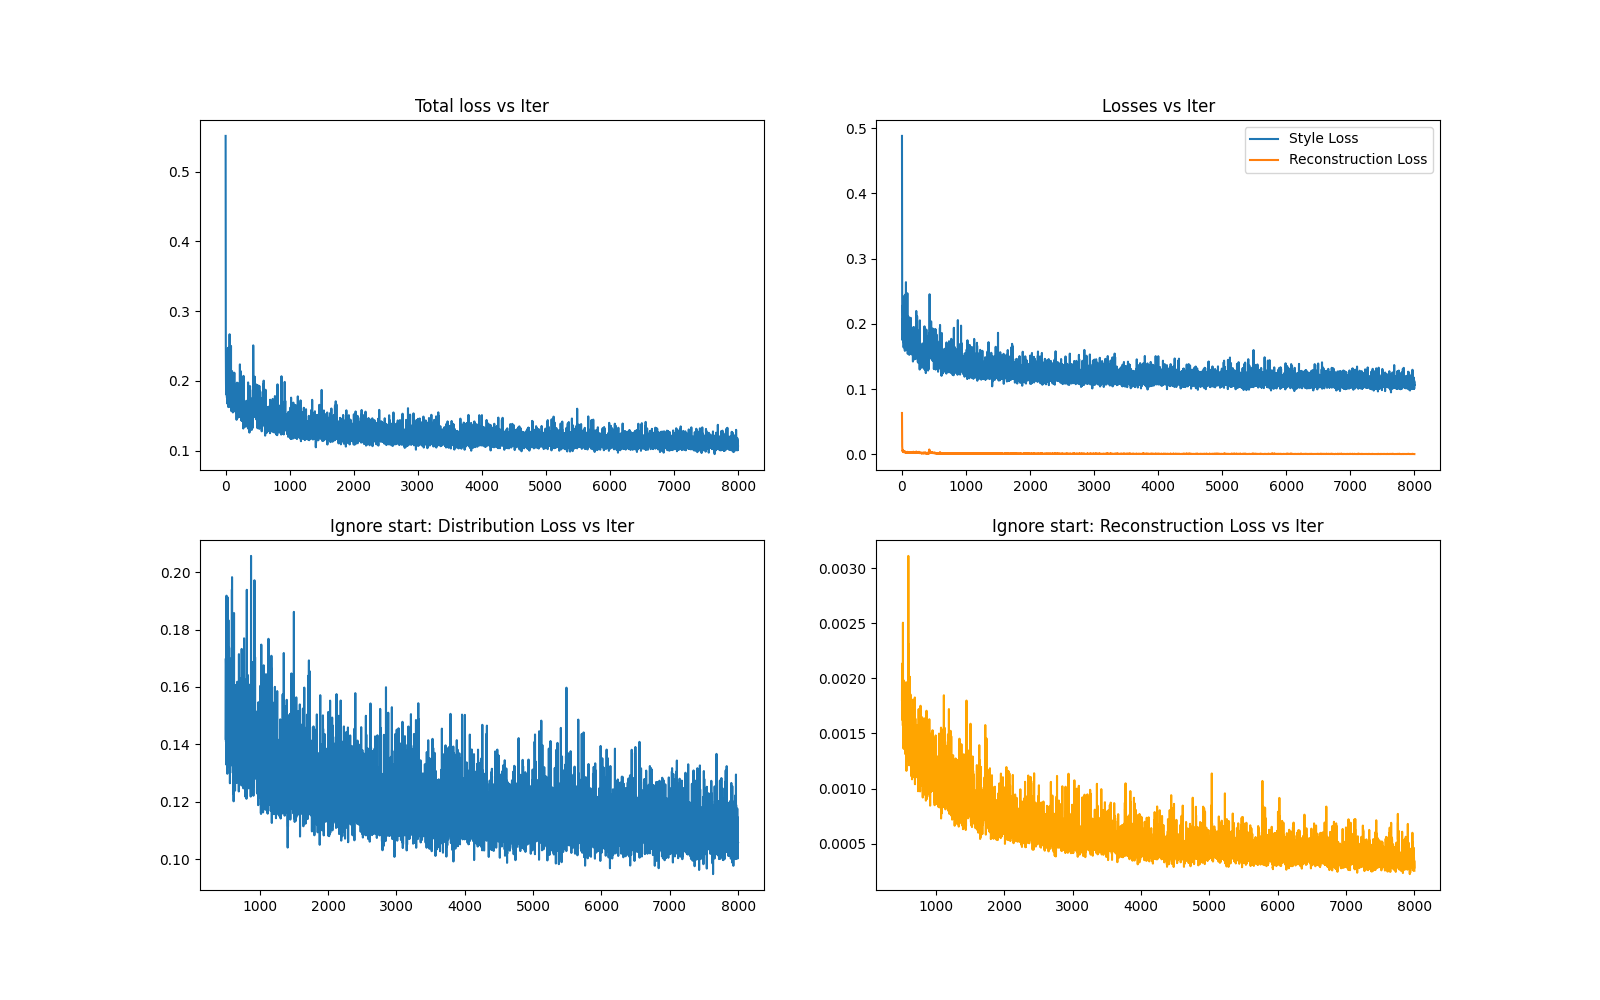 Total loss vs Iter
0.5
0.4
0.3
0.2
0.1
0 1000 2000 3000 4000 5000 6000 7000 8000
Losses vs Iter
Style Loss
Reconstruction Loss
0.5
0.4
0.3
0.2
0.1
0.0
0 1000 2000 3000 4000 5000 6000 7000 8000
Ignore start: Distribution Loss vs Iter
0.20
0.18
0.16
0.14
0.12
0.10
1000 2000 3000 4000 5000 6000 7000 8000
Ignore start: Reconstruction Loss vs Iter
0.0030
0.0025
0.0020
0.0015
0.0010
0.0005
1000 2000 3000 4000 5000 6000 7000 8000